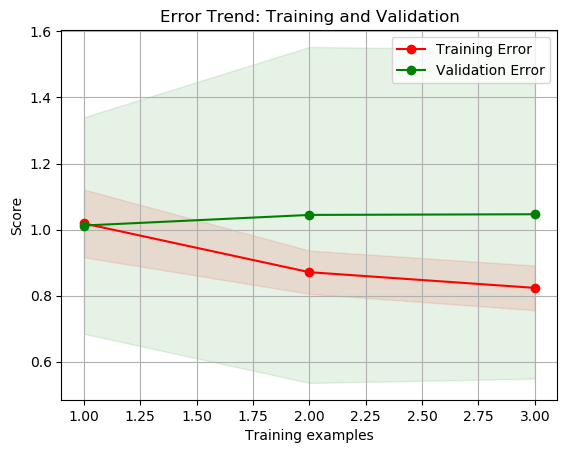 Error Trend: Training and Validation
1.6
1.4
1.2
1.0
0.8
0.6
Score
Training Error
Validation Error
1.00 1.25 1.50 1.75 2.00 2.25 2.50 2.75 3.00
Training examples